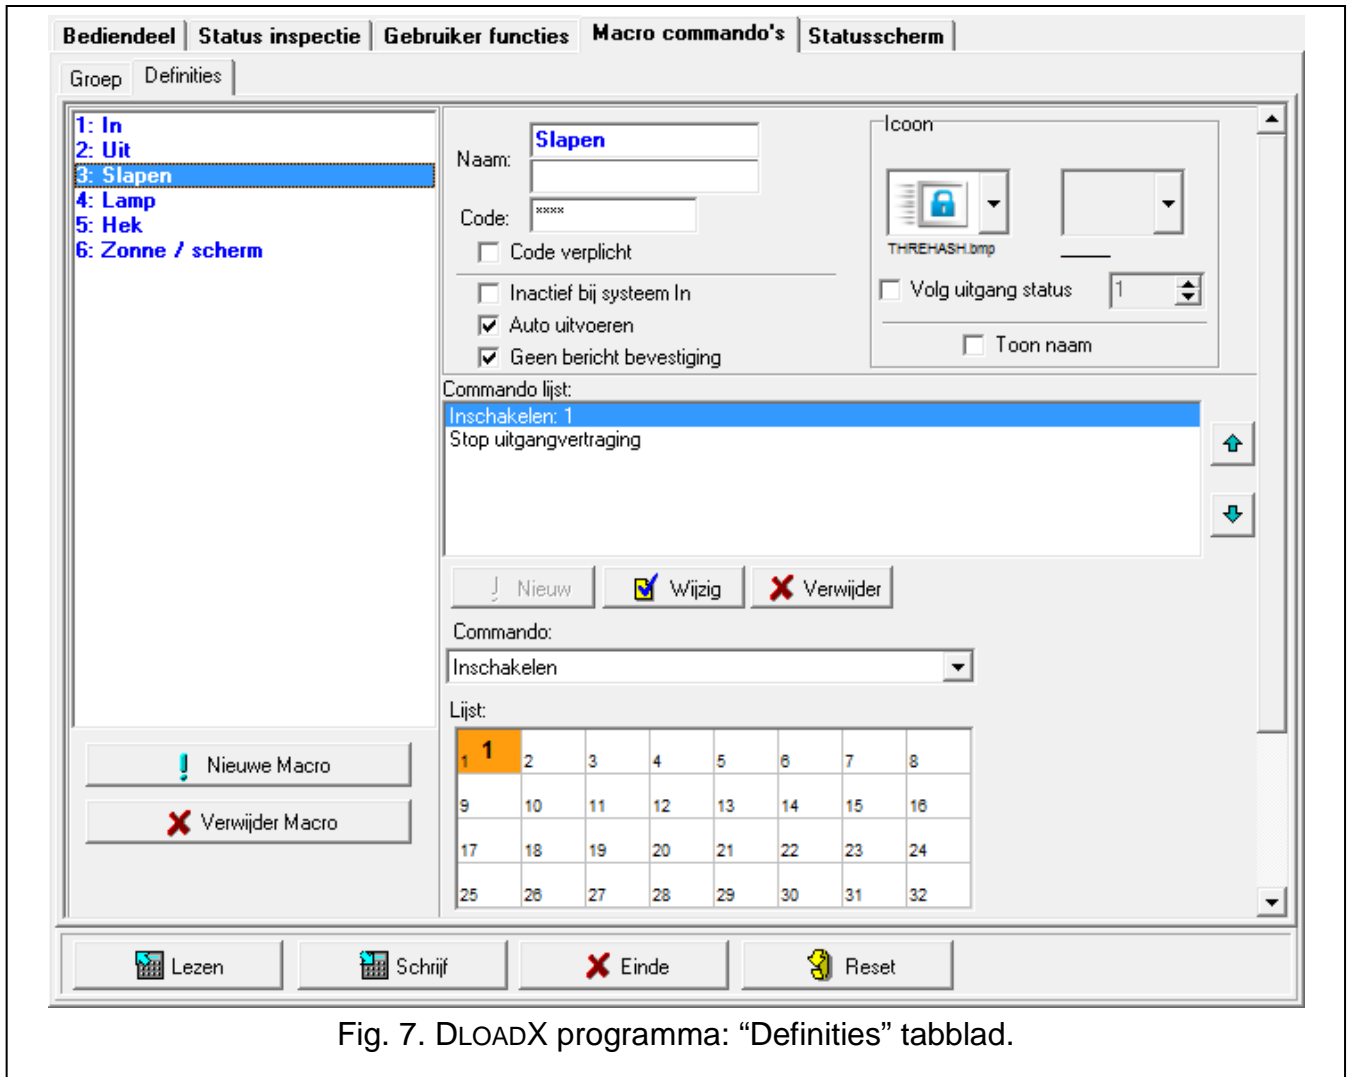 Bediendeel Status inspectie Gebruiker functies Macro commando's Statusscherm
Groep Definities
1: In
2: Uit
3: Slapen
4: Lamp
5: Hek
6: Zonne / scherm
Nieuwe Macro
Verwijder Macro
Naam: Slapen
Code: ****
Code verplicht
Inactief bij systeem In
Auto uitvoeren
Geen bericht bevestiging
Icoon
THREHASH.bmp
Volg uitgang status 1
Toon naam
Commando lijst:
Inschakelen: 1
Stop uitgangvertraging
Nieuw Wijzig Verwijder
Commando:
Inschakelen
Lijst:
1 1 2 3 4 5 6 7 8
9 10 11 12 13 14 15 16
17 18 19 20 21 22 23 24
25 26 27 28 29 30 31 32
Lezen Schrijf Einde Reset
Fig. 7. DLOADX programma: “Definities” tabblad.